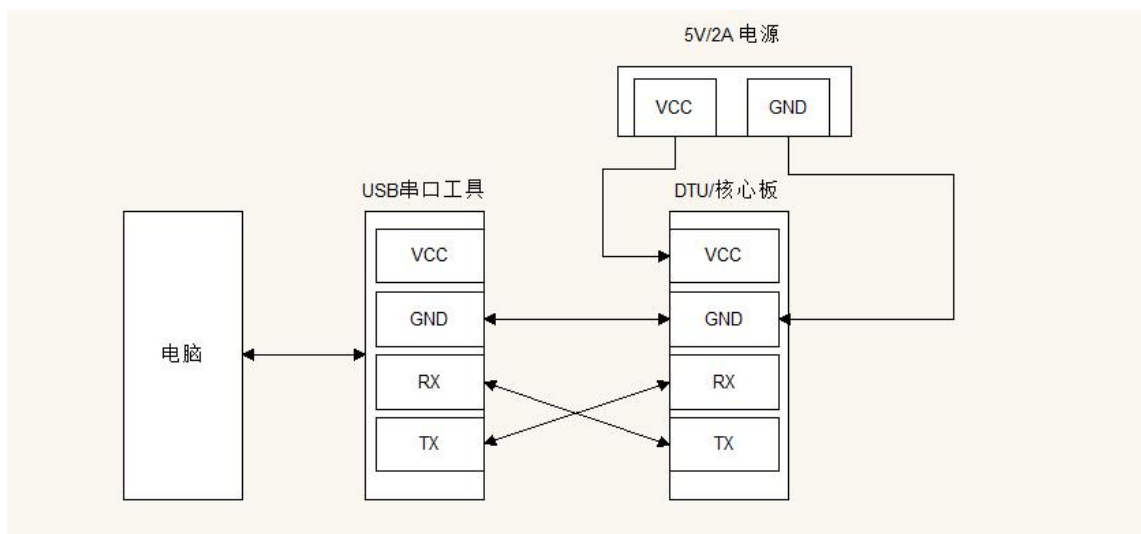 5V/2A 电源
VCC
GND
USB串口工具
DTU/核心板
电脑
VCC
GND
RX
TX
VCC
GND
RX
TX